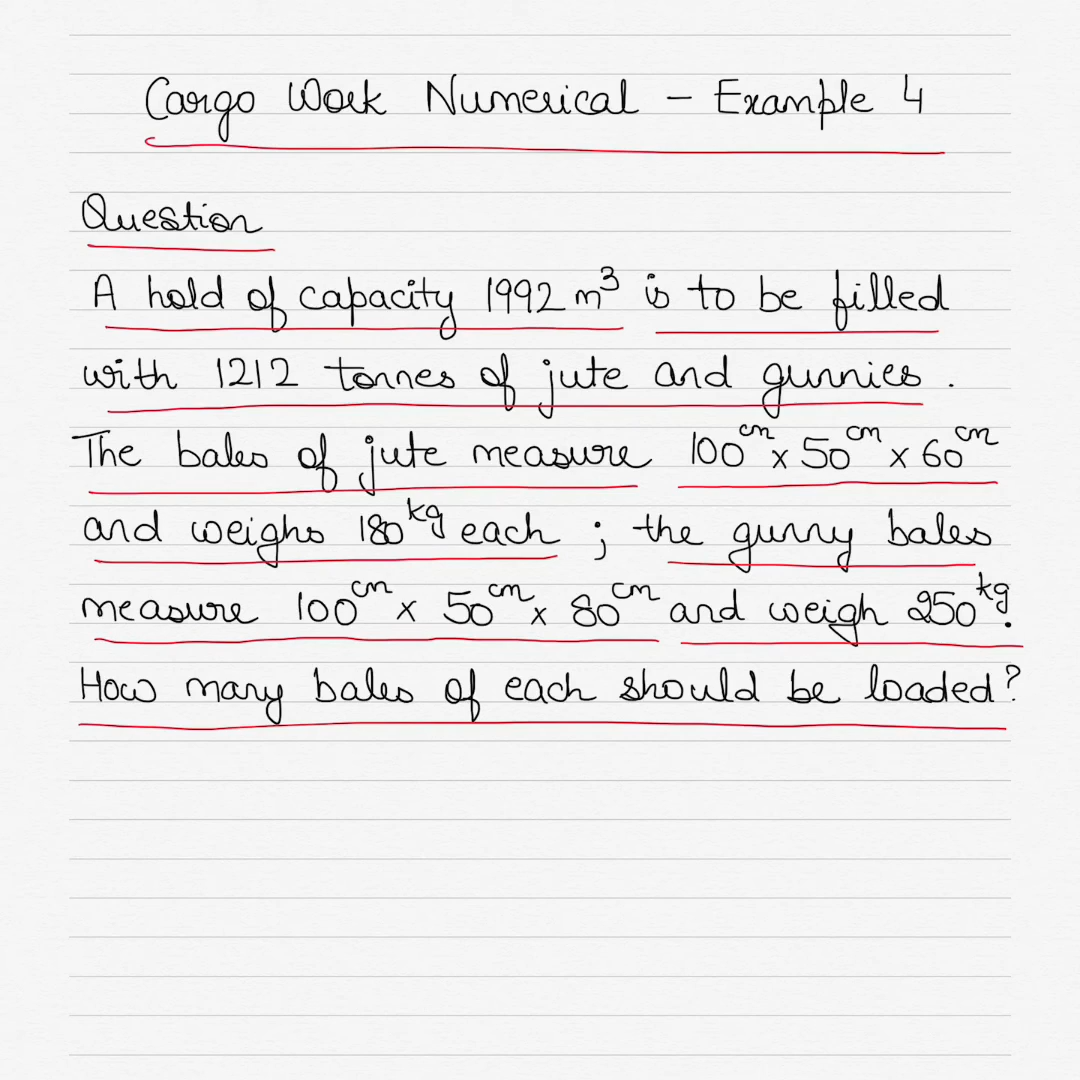 Cargo Work Numerical - Example 4
Question
A hold of capacity 1992 m³ is to be filled
with 1212 tonnes of jute and gunnies .
The bales of jute measure 100cm x 50cm x 60cm
and weighs 180kg each ; the gunny bales
measure 100cm x 50cm x 80cm and weigh 250kg.
How many bales of each should be loaded?